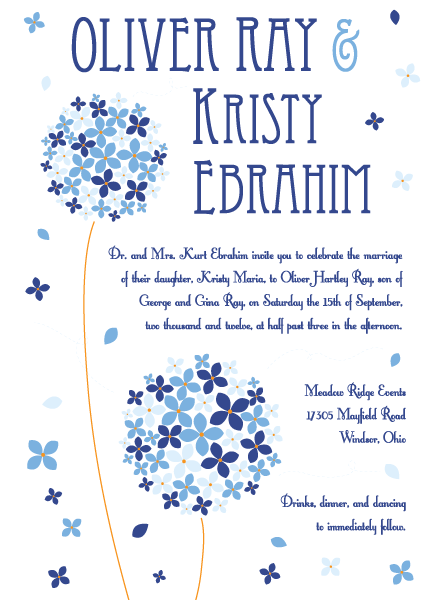 OLIVER RAY &
KRISTY
EBRAHIM
Dr. and Mrs. Kurt Ebrahim invite you to celebrate the marriage
of their daughter, Kristy Maria, to Oliver Hartley Ray, son of
George and Gina Ray, on Saturday the 15th of September,
two thousand and twelve, at half past three in the afternoon.
Meadow Ridge Events
17305 Mayfield Road
Windsor, Ohio
Drinks, dinner, and dancing
to immediately follow.